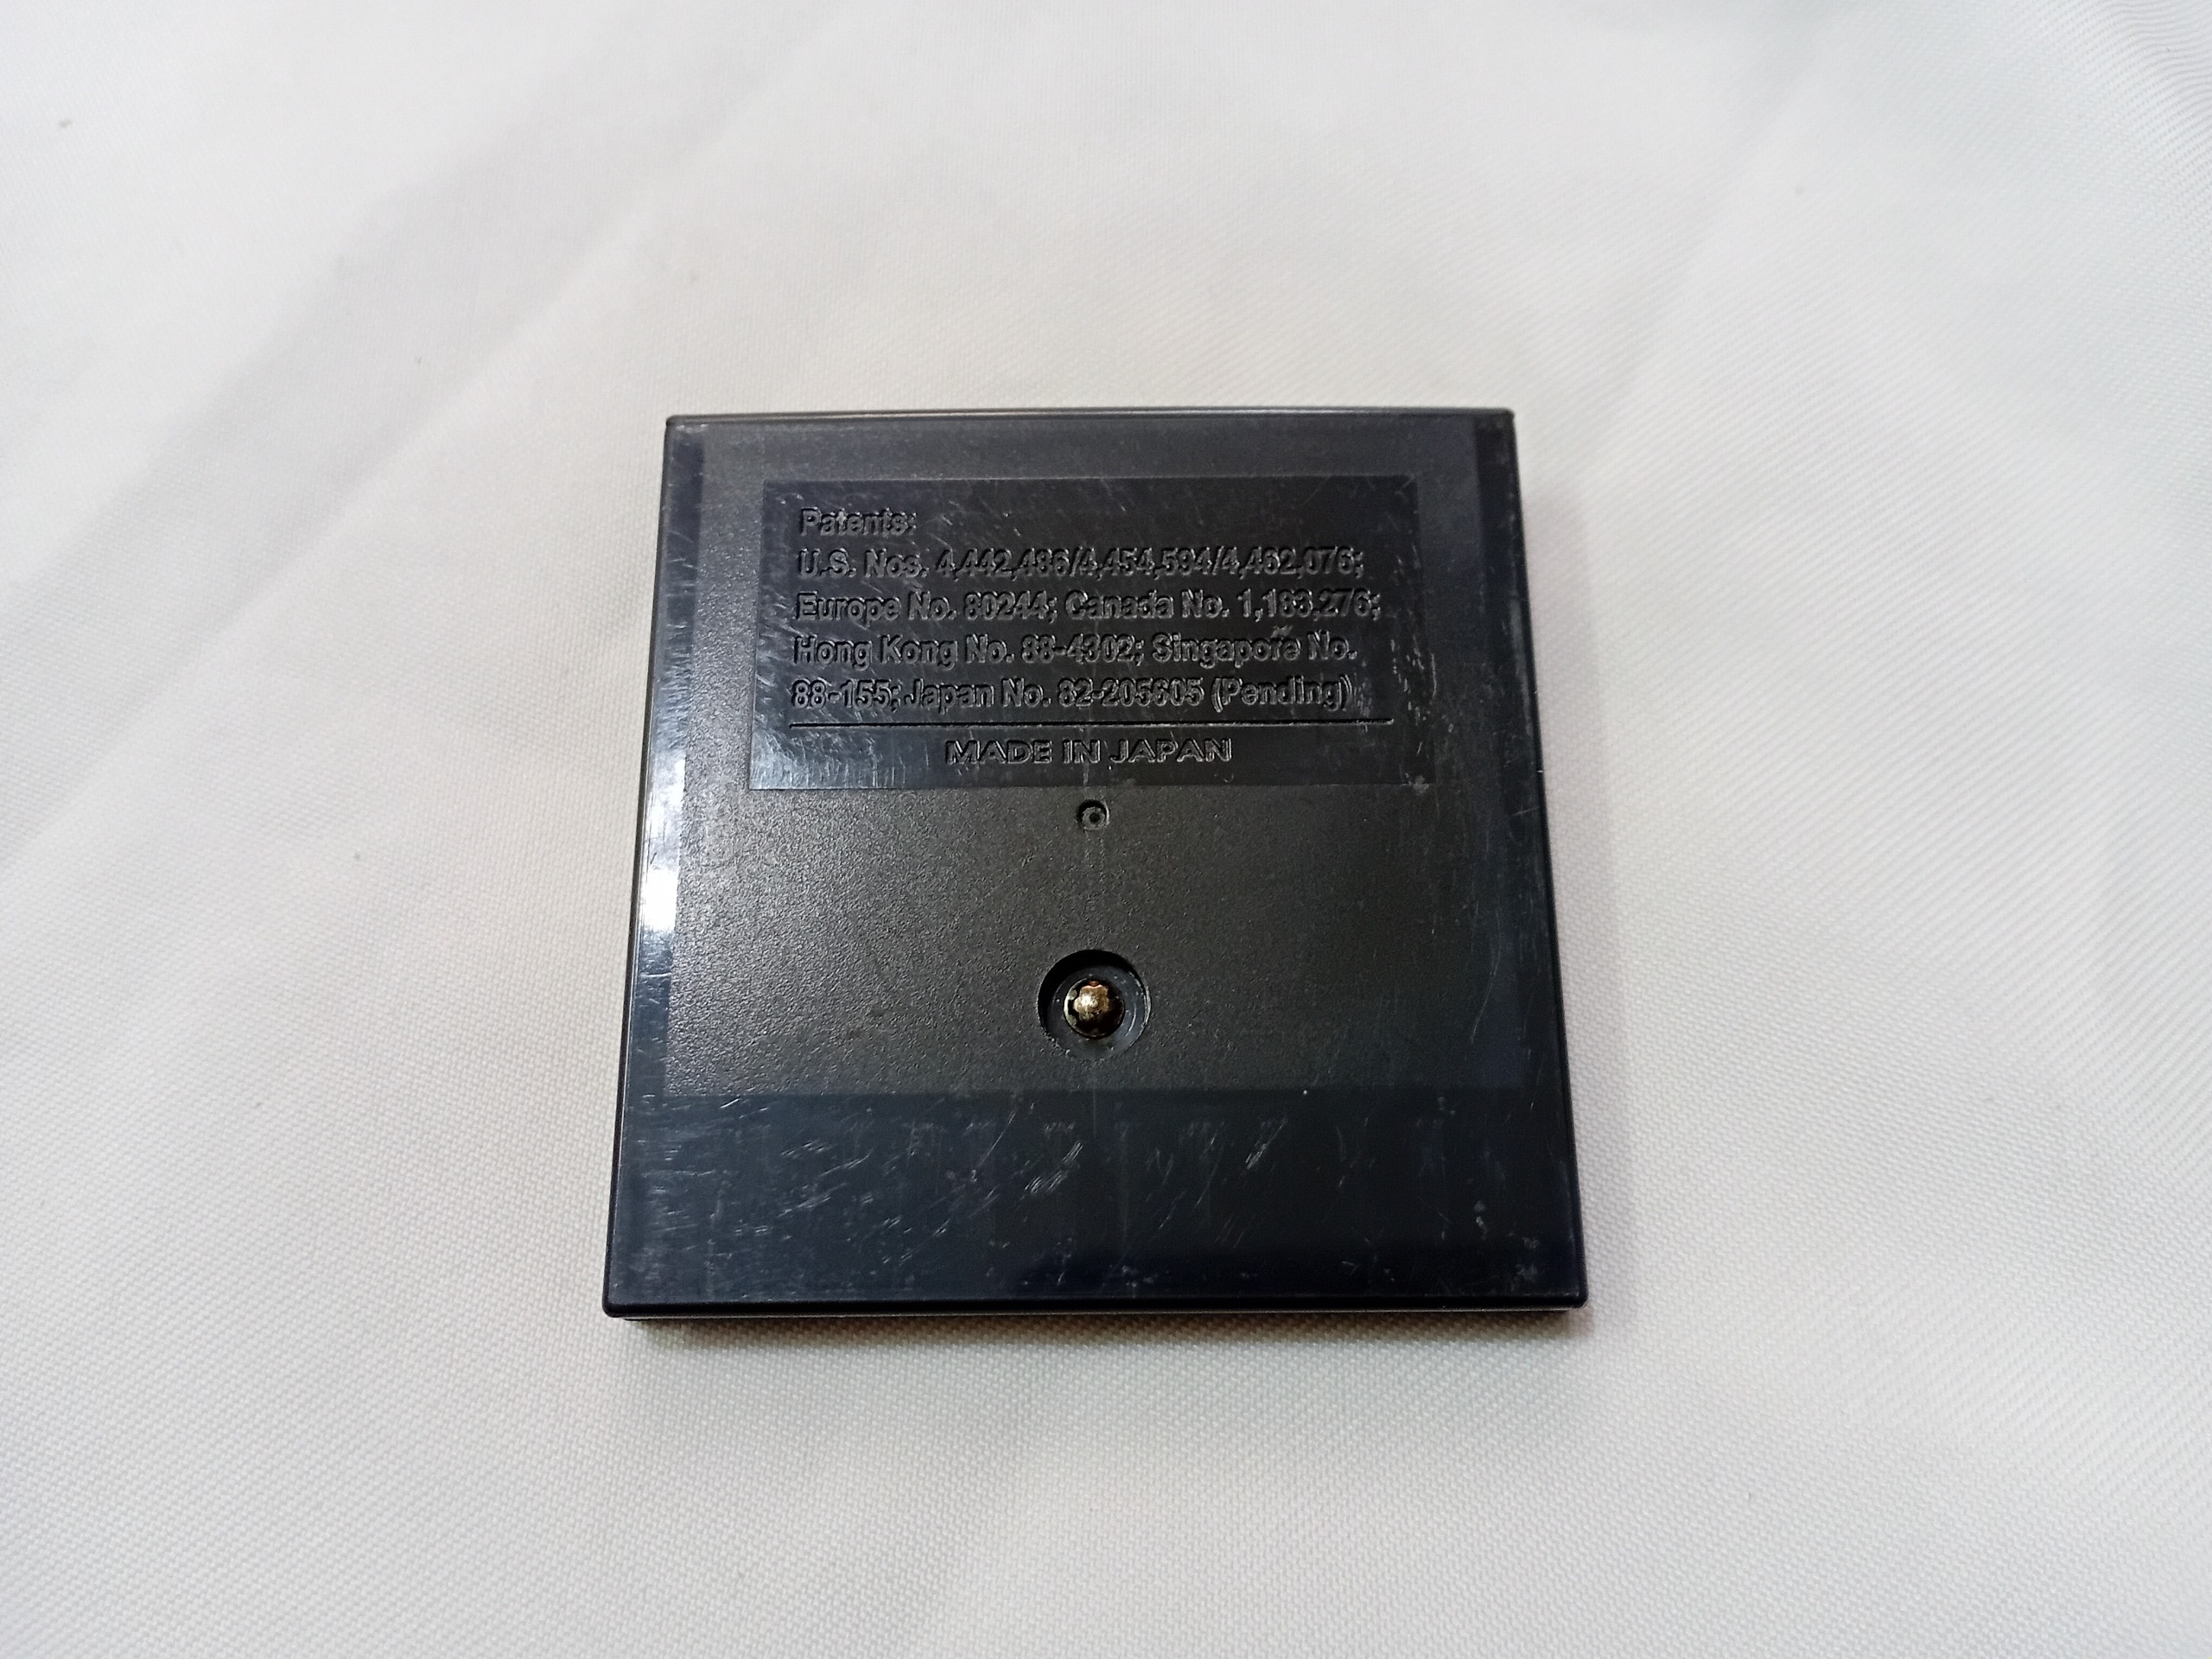 Patents:
U.S. Nos. 4,442,486/4,454,594/4,462,076;
Europe No. 80244; Canada No. 1,183,276;
Hong Kong No. 88-4302; Singapore No.
88-155; Japan No. 82-205605 (Pending)
MADE IN JAPAN